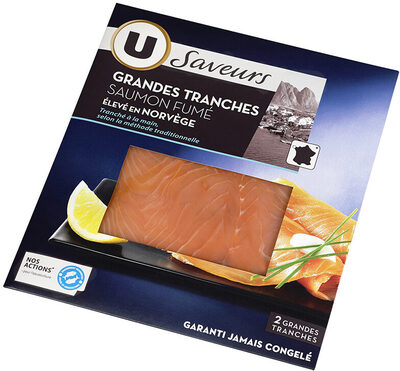 U
Saveurs
GRANDES TRANCHES
SAUMON FUMÉ
ÉLEVÉ EN NORVÈGE
Tranché à la main,
selon la méthode traditionnelle
NOS
ACTIONS*
2 GRANDES
TRANCHES
GARANTI JAMAIS CONGELÉ